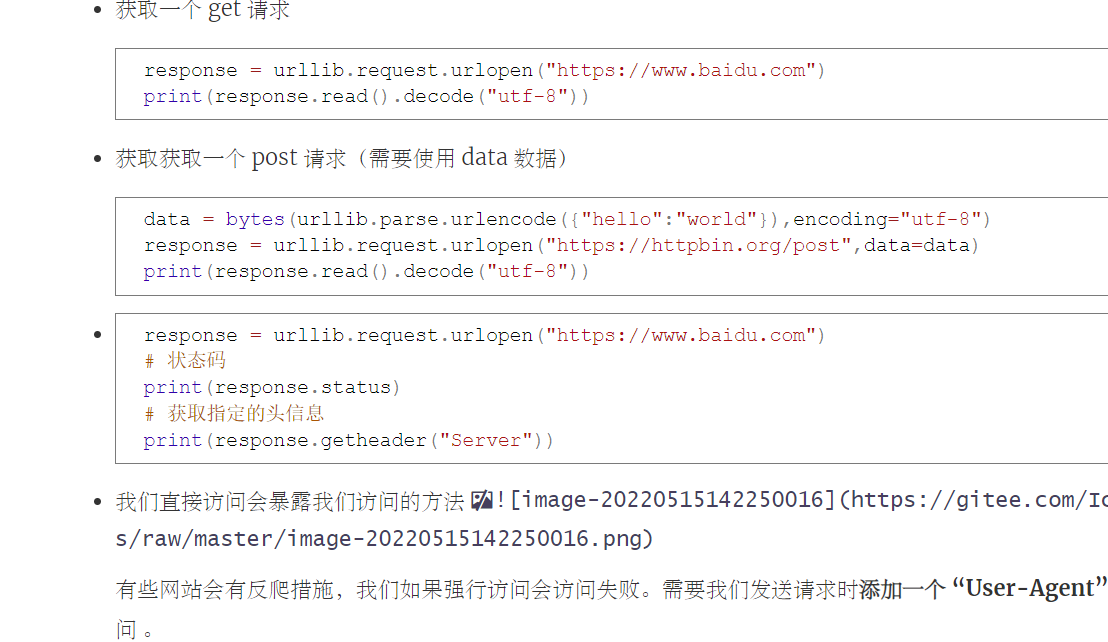 获取一个 get 请求
response = urllib.request.urlopen("https://www.baidu.com")
print(response.read().decode("utf-8"))
获取获取一个 post 请求（需要使用 data 数据）
data = bytes(urllib.parse.urlencode({"hello":"world"}),encoding="utf-8")
response = urllib.request.urlopen("https://httpbin.org/post",data=data)
print(response.read().decode("utf-8"))
response = urllib.request.urlopen("https://www.baidu.com")
# 状态码
print(response.status)
# 获取指定的头信息
print(response.getheader("Server"))
我们直接访问会暴露我们访问的方法 ![image-20220515142250016](https://gitee.com/Ic
s/raw/master/image-20220515142250016.png)
有些网站会有反爬措施，我们如果强行访问会访问失败。需要我们发送请求时添加一个 “User-Agent”
问 。